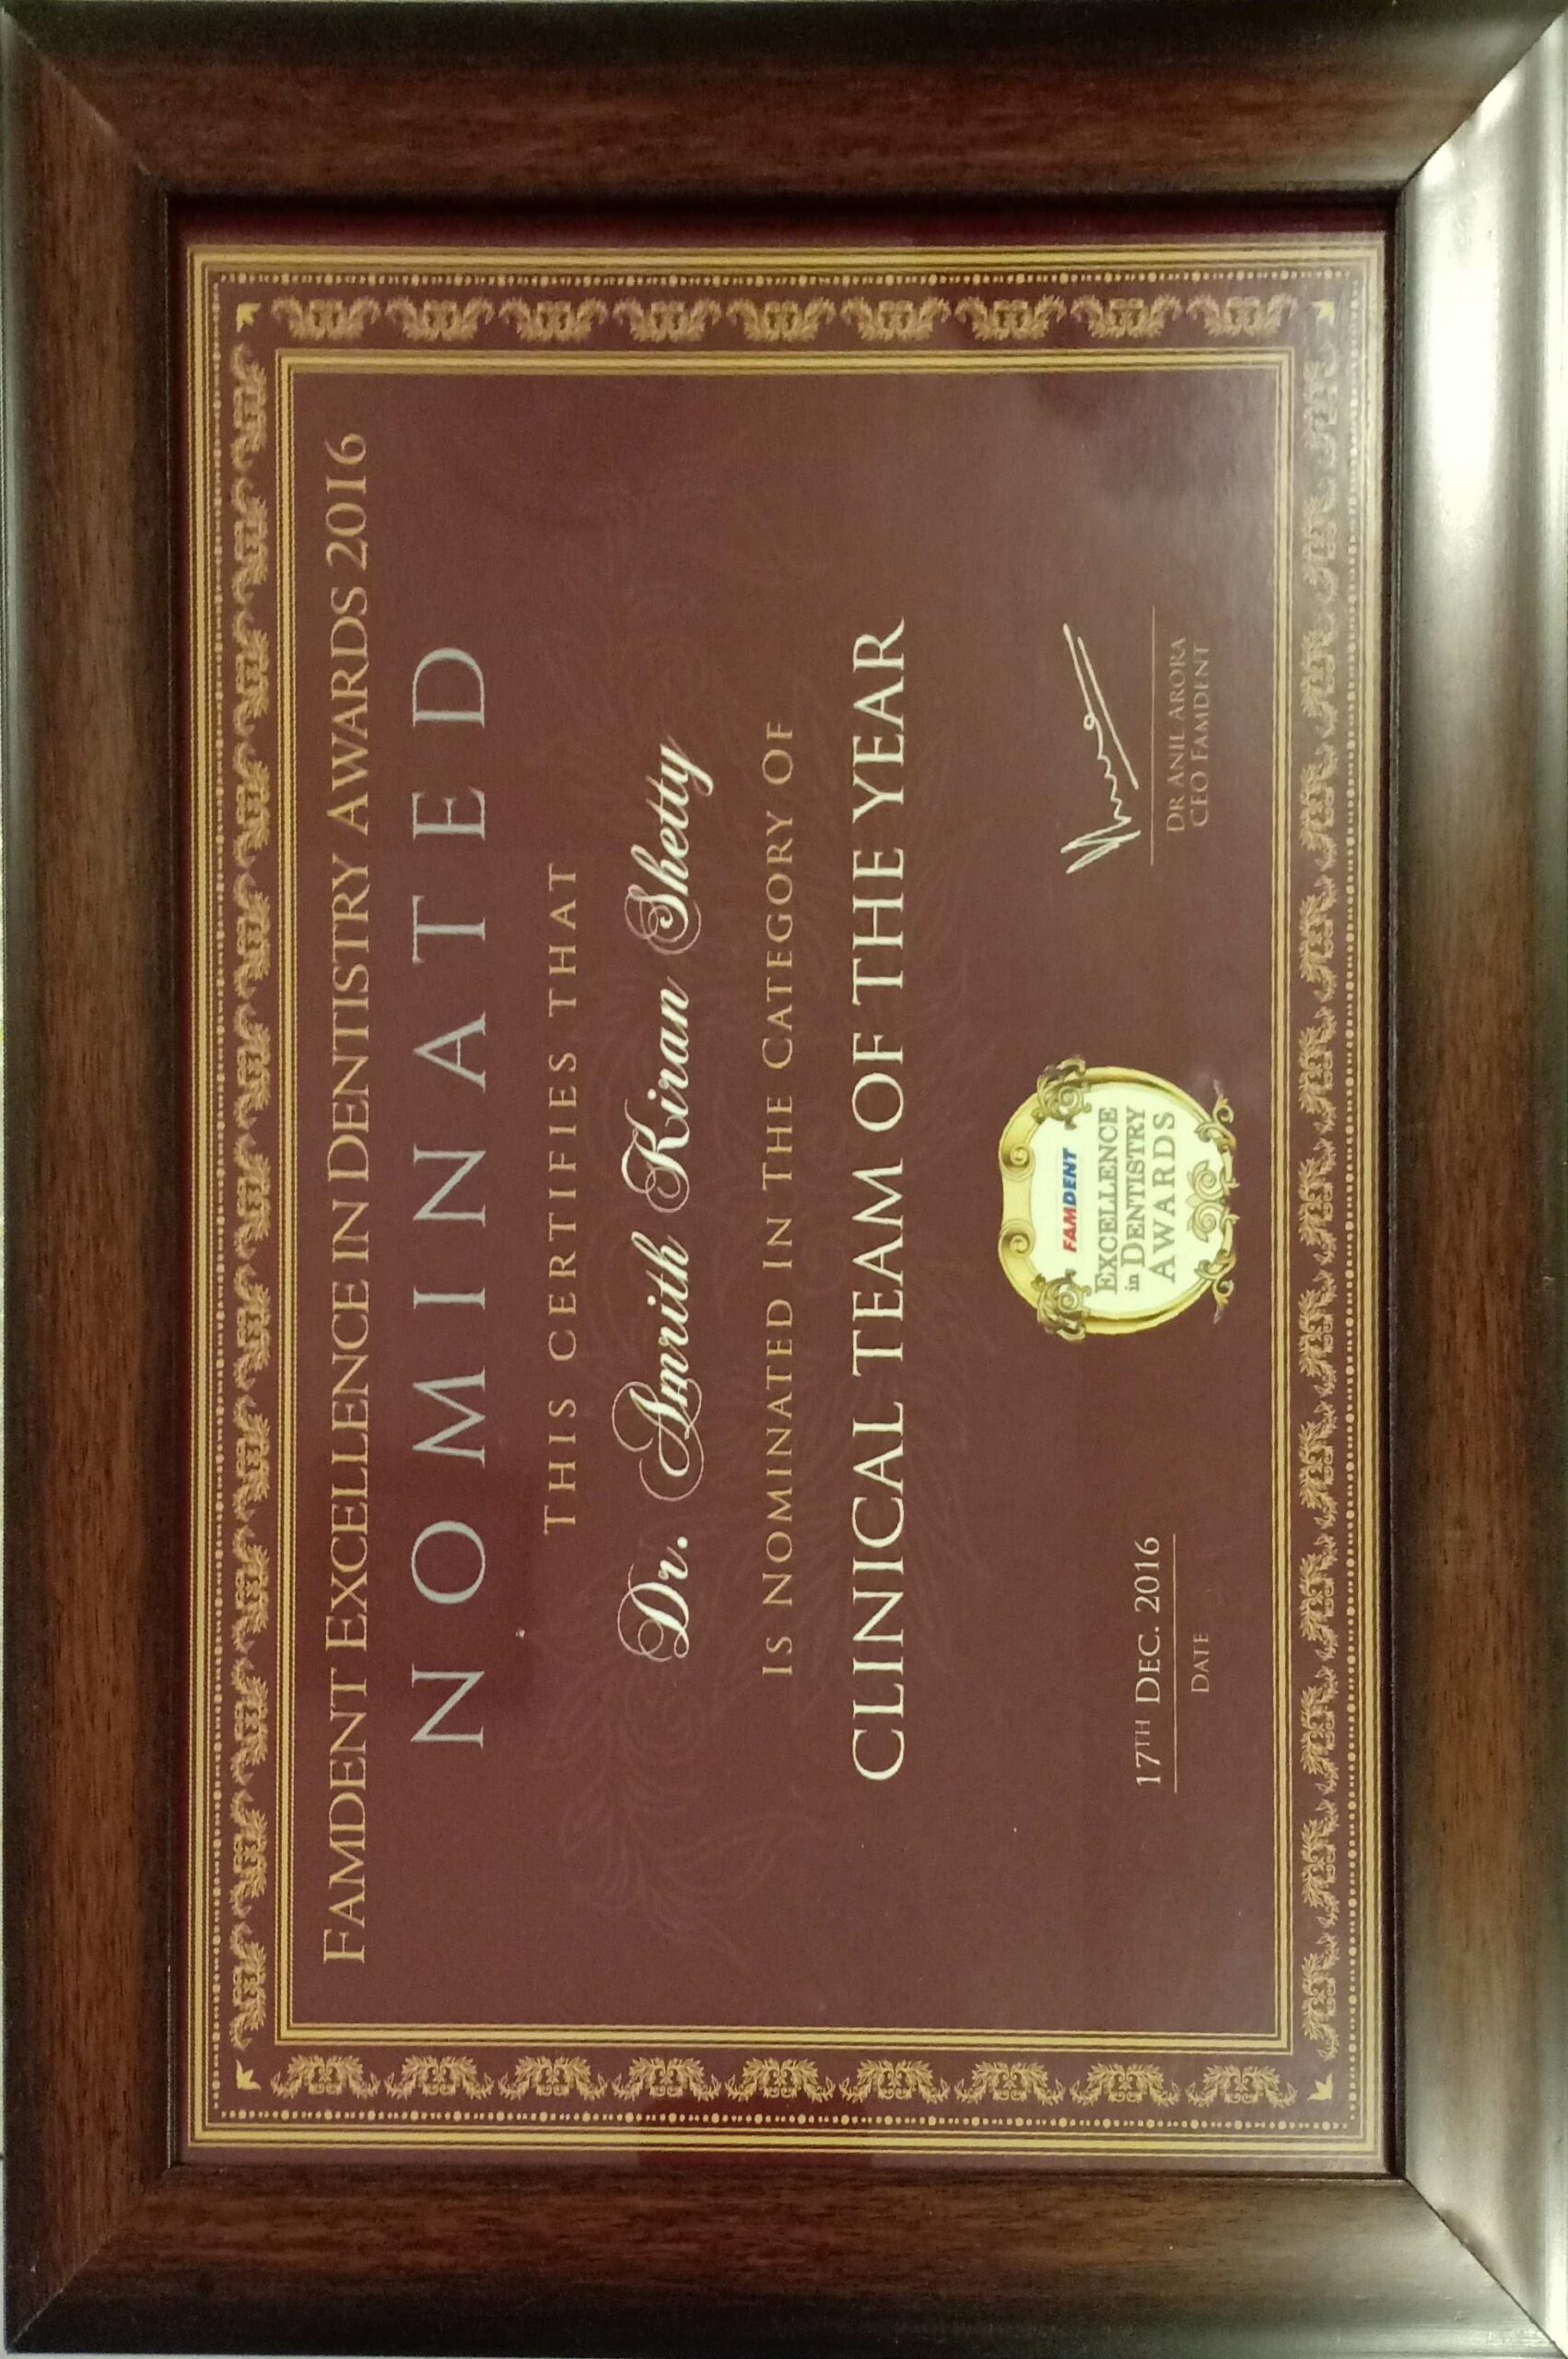 FAMDENT EXCELLENCE IN DENTISTRY AWARDS 2016
NOMINATED
THIS CERTIFIES THAT
Dr. Amrith Kiran Shetty
IS NOMINATED IN THE CATEGORY OF
CLINICAL TEAM OF THE YEAR
17TH DEC. 2016
DATE
FAMDENT
EXCELLENCE
in DENTISTRY
AWARDS
DR ANIL ARORA
CEO FAMDENT